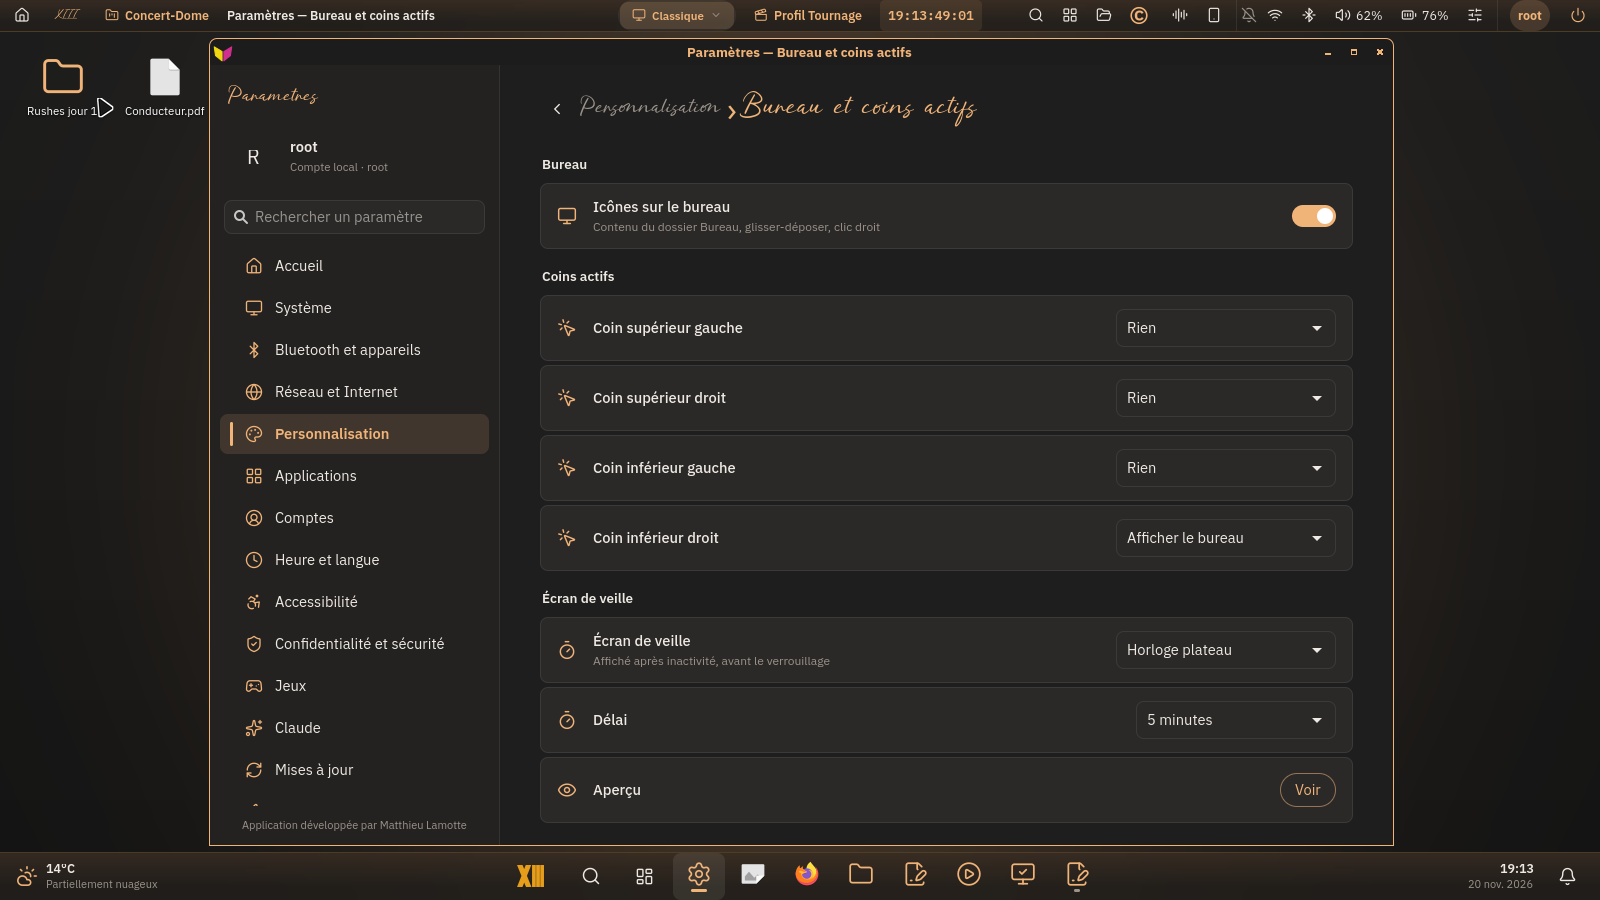 Concert-Dome
Paramètres — Bureau et coins actifs
Classique
Profil Tournage
19:13:49:01
62%
76%
root
Paramètres — Bureau et coins actifs
Rushes jour 1
Conducteur.pdf
Parametres
R
root
Compte local · root
Rechercher un paramètre
Accueil
Système
Bluetooth et appareils
Réseau et Internet
Personnalisation
Applications
Comptes
Heure et langue
Accessibilité
Confidentialité et sécurité
Jeux
Claude
Mises à jour
Application développée par Matthieu Lamotte
Personnalisation › Bureau et coins actifs
Bureau
Icônes sur le bureau
Contenu du dossier Bureau, glisser-déposer, clic droit
Coins actifs
Coin supérieur gauche
Rien
Coin supérieur droit
Rien
Coin inférieur gauche
Rien
Coin inférieur droit
Afficher le bureau
Écran de veille
Écran de veille
Affiché après inactivité, avant le verrouillage
Horloge plateau
Délai
5 minutes
Aperçu
Voir
14°C
Partiellement nuageux
XIII
19:13
20 nov. 2026